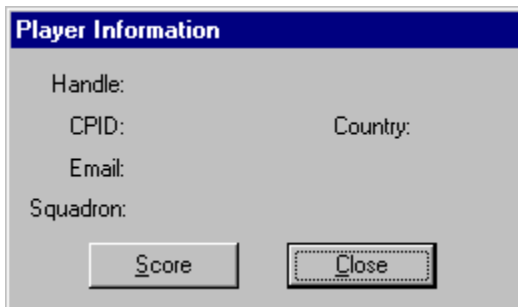 Player Information
Handle:
CPID: Country:
Email:
Squadron:
Score Close